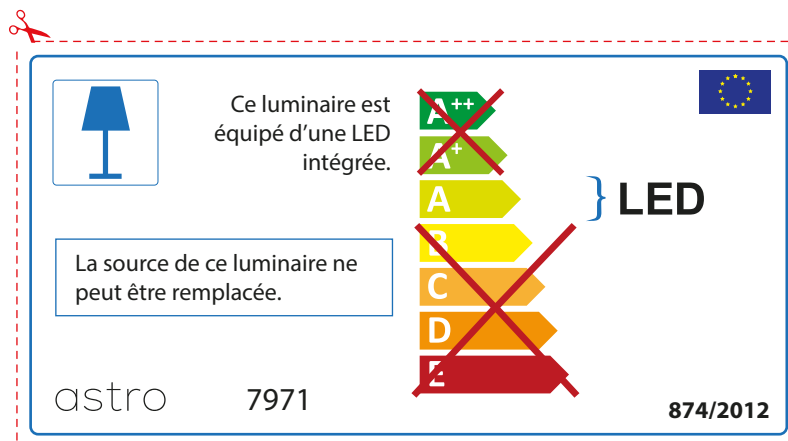 Ce luminaire est
équipé d’une LED
intégrée.
A++
A+
A
B
C
D
E
LED
La source de ce luminaire ne
peut être remplacée.
astro
7971
874/2012